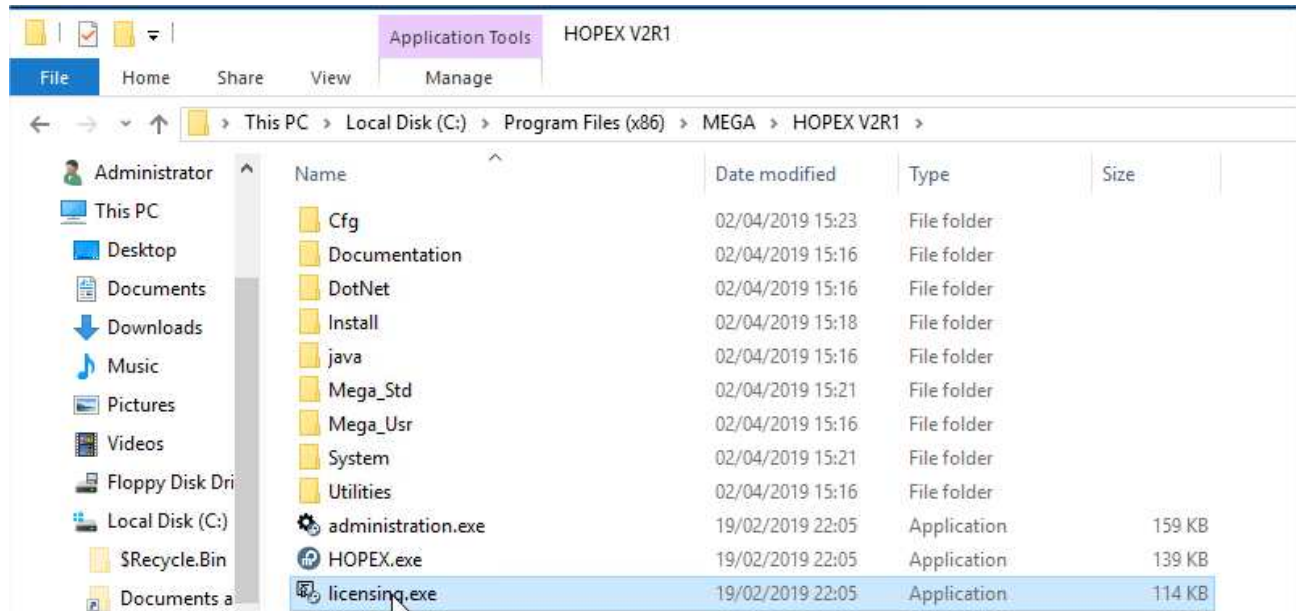 Application Tools HOPEX V2R1
File Home Share View Manage
This PC > Local Disk (C:) > Program Files (x86) > MEGA > HOPEX V2R1 >
Administrator Name Date modified Type Size
This PC Cfg 02/04/2019 15:23 File folder
Desktop Documentation 02/04/2019 15:16 File folder
Documents DotNet 02/04/2019 15:16 File folder
Downloads Install 02/04/2019 15:18 File folder
Music java 02/04/2019 15:16 File folder
Pictures Mega_Std 02/04/2019 15:21 File folder
Videos Mega_Usr 02/04/2019 15:16 File folder
Floppy Disk Dri System 02/04/2019 15:21 File folder
Local Disk (C:) Utilities 02/04/2019 15:16 File folder
administration.exe 19/02/2019 22:05 Application 159 KB
$Recycle.Bin HOPEX.exe 19/02/2019 22:05 Application 139 KB
Documents a licensing.exe 19/02/2019 22:05 Application 114 KB